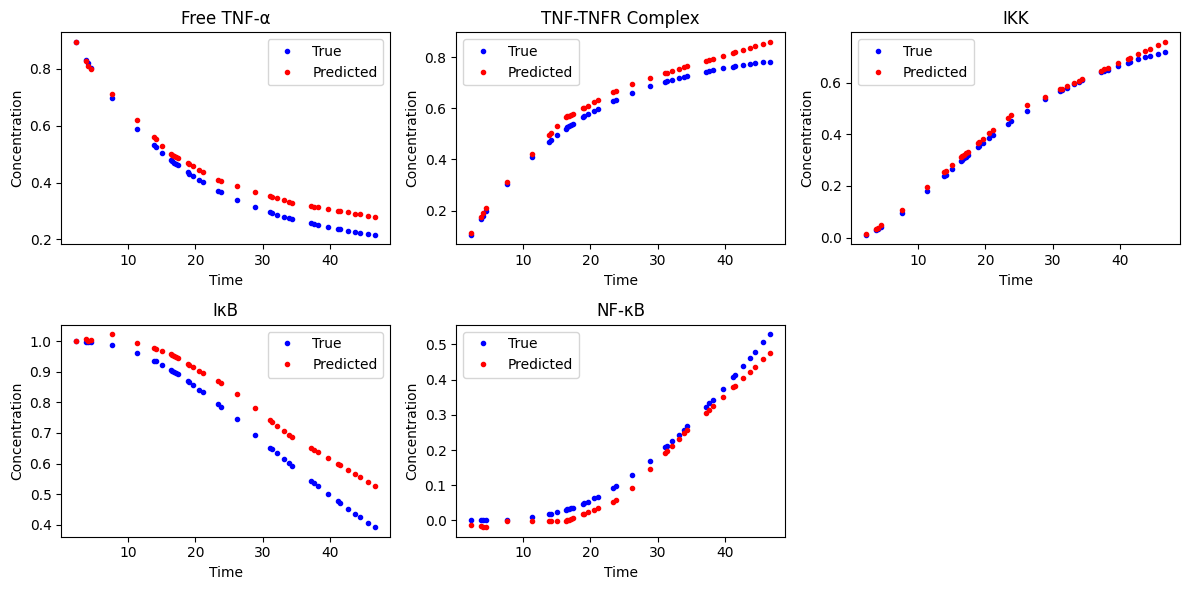 Free TNF-α
Concentration
0.8
0.6
0.4
0.2
10
20
30
40
Time
True
Predicted
TNF-TNFR Complex
Concentration
0.8
0.6
0.4
0.2
10
20
30
40
Time
True
Predicted
IKK
Concentration
0.6
0.4
0.2
0.0
10
20
30
40
Time
True
Predicted
IκB
Concentration
1.0
0.9
0.8
0.7
0.6
0.5
0.4
10
20
30
40
Time
True
Predicted
NF-κB
Concentration
0.5
0.4
0.3
0.2
0.1
0.0
10
20
30
40
Time
True
Predicted